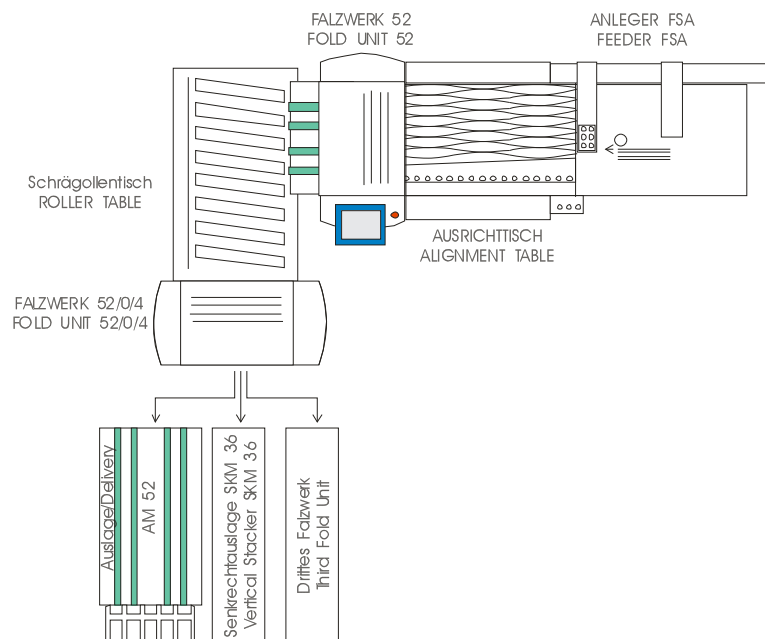 FALZWERK 52
FOLD UNIT 52
ANLEGER FSA
FEEDER FSA
Schrägollentisch
ROLLER TABLE
AUSRICHTTISCH
ALIGNMENT TABLE
FALZWERK 52/0/4
FOLD UNIT 52/0/4
Auslage/Delivery
AM 52
Senkrechtauslage SKM 36
Vertical Stacker SKM 36
Drittes Falzwerk
Third Fold Unit